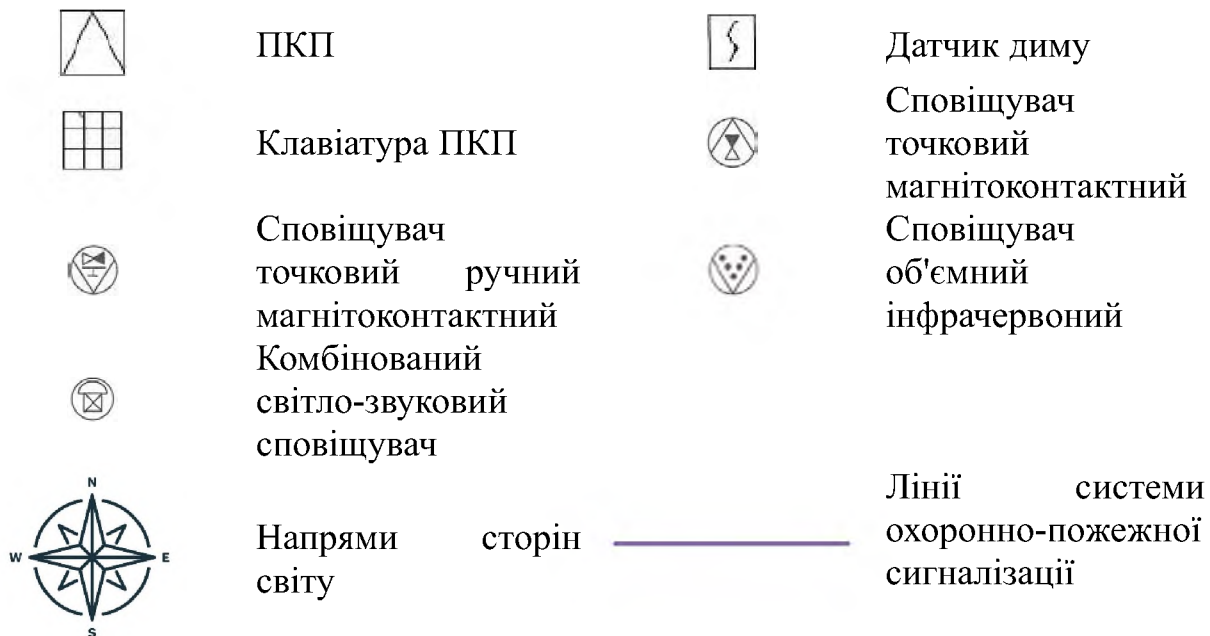 ПКП
Датчик диму
Клавіатура ПКП
Сповіщувач
точковий
магнітоконтактний
Сповіщувач
точковий ручний
магнітоконтактний
Сповіщувач
об'ємний
інфрачервоний
Комбінований
світло-звуковий
сповіщувач
N
W E
S
Напрями сторін
світу
Лінії системи
охоронно-пожежної
сигналізації